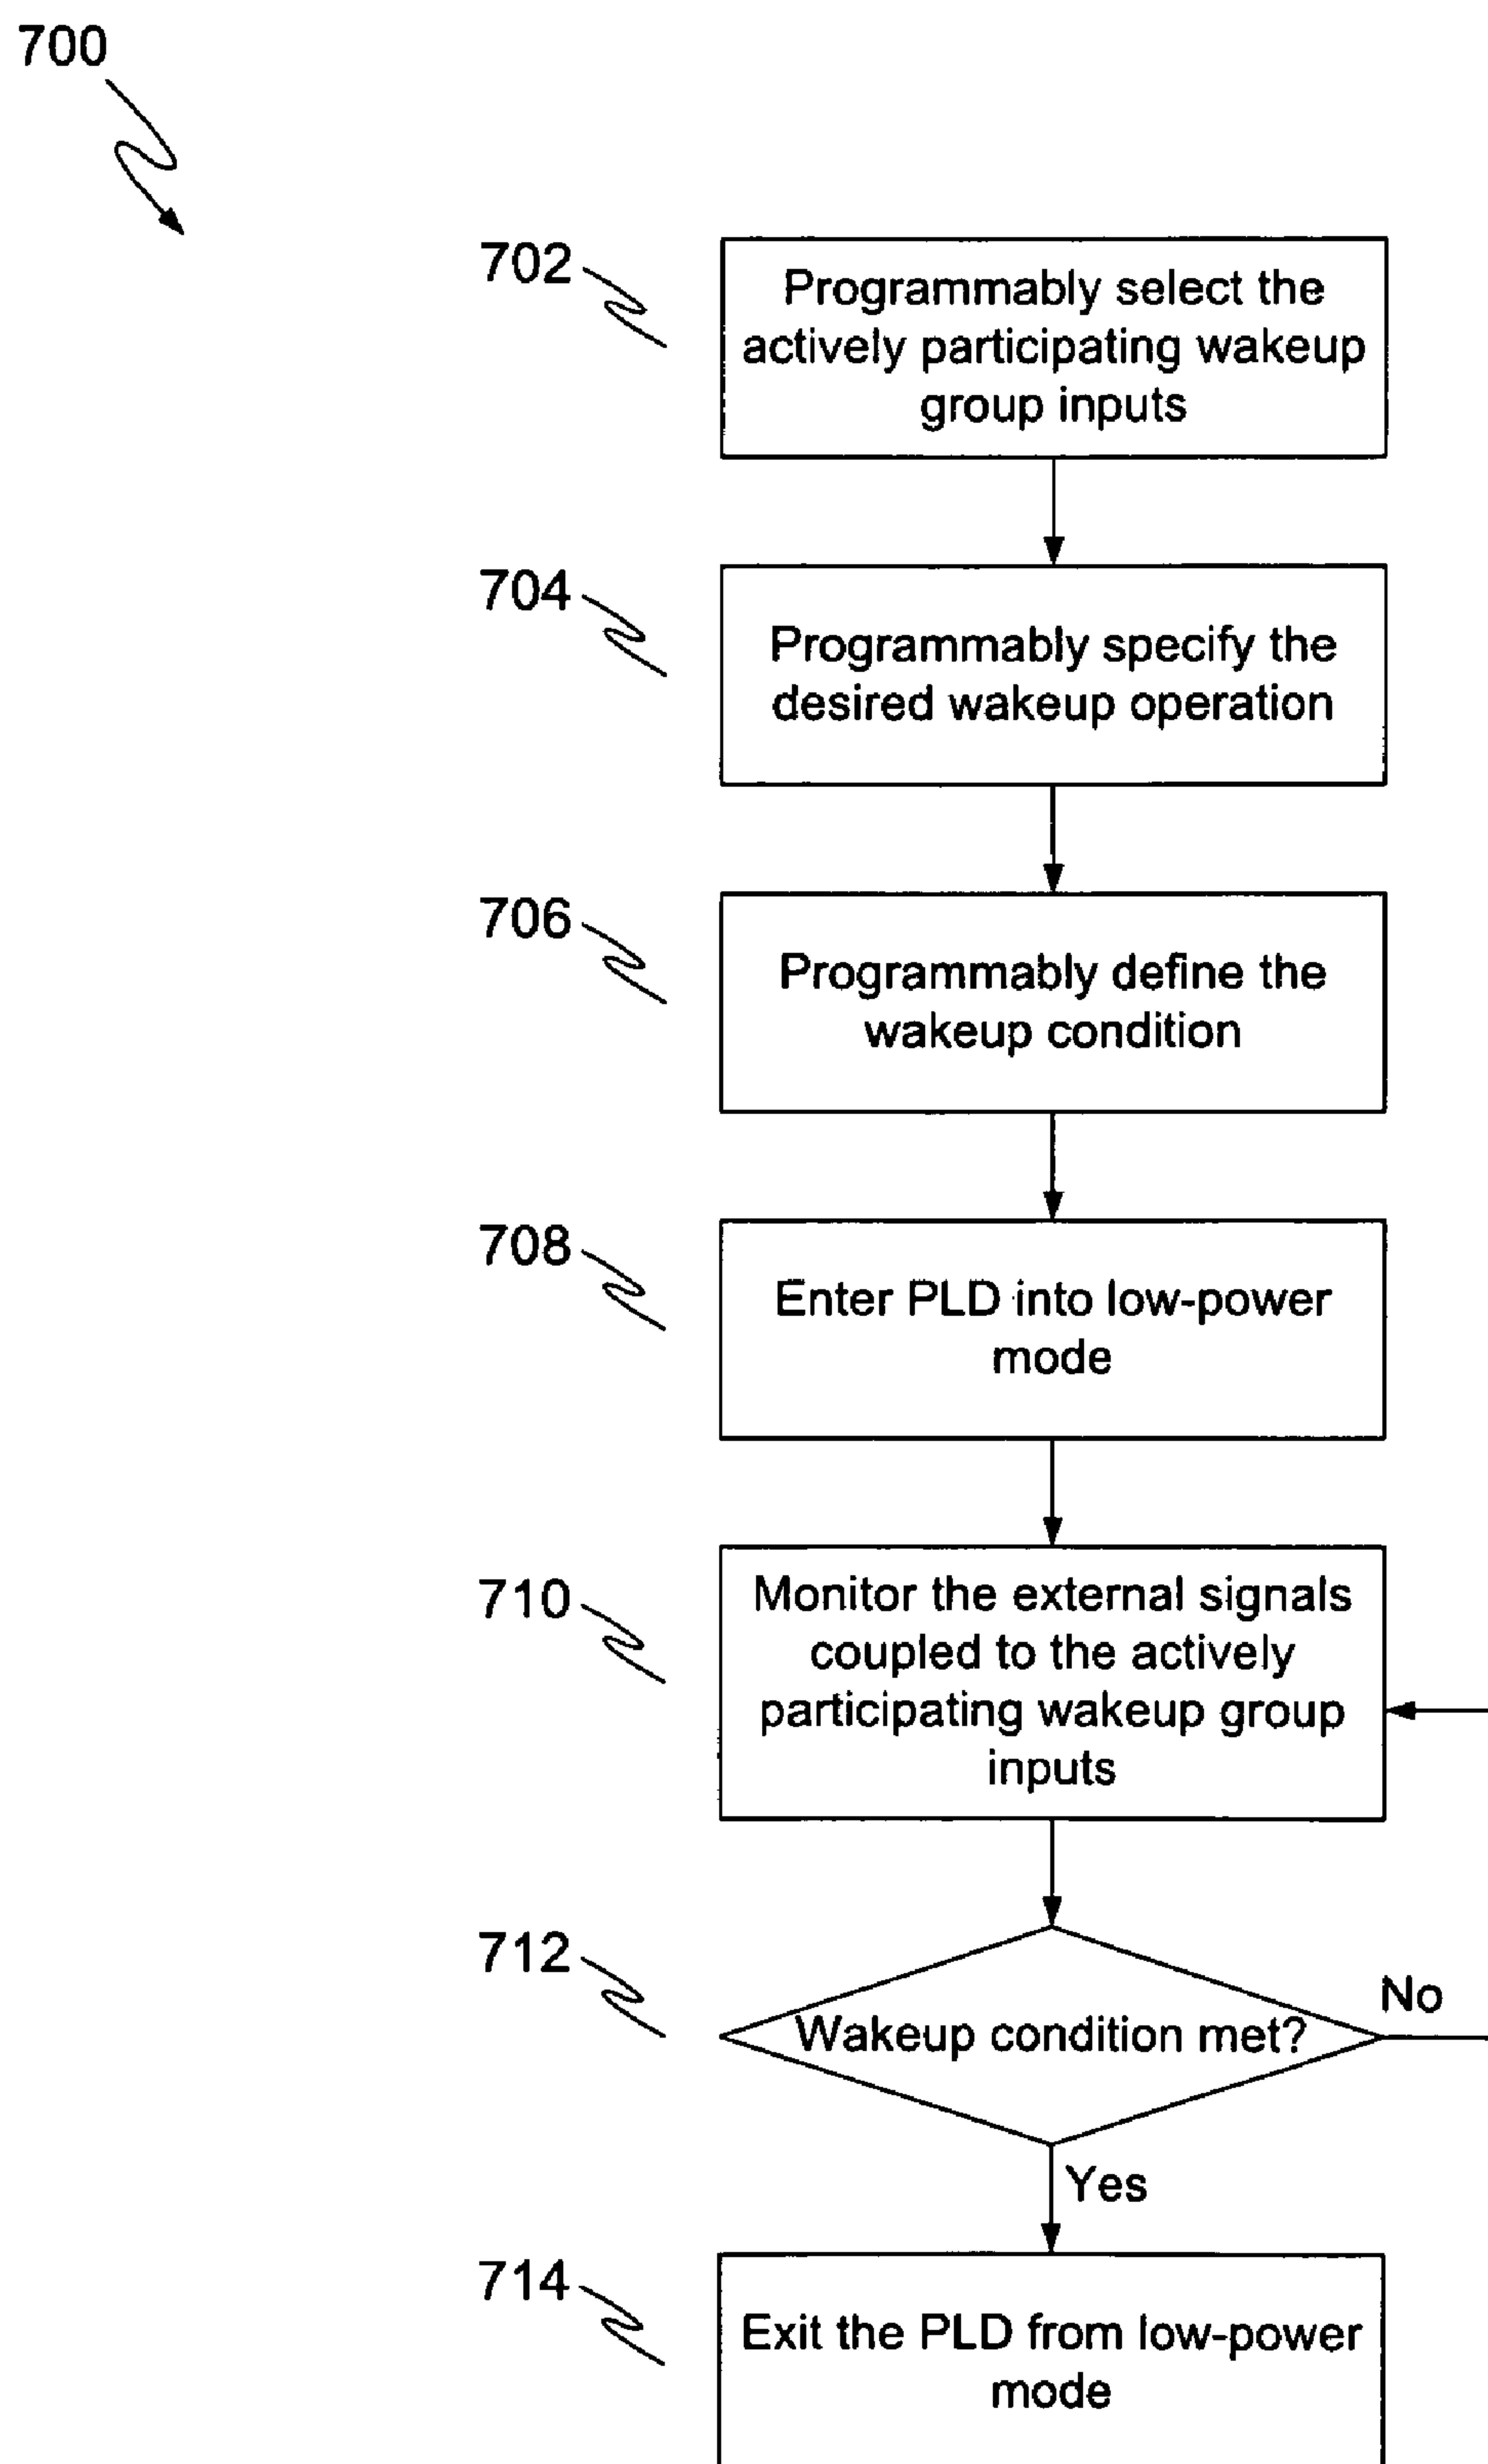 700
702
Programmably select the
actively participating wakeup
group inputs
704
Programmably specify the
desired wakeup operation
706
Programmably define the
wakeup condition
708
Enter PLD into low-power
mode
710
Monitor the external signals
coupled to the actively
participating wakeup group
inputs
712
Wakeup condition met?
No
Yes
714
Exit the PLD from low-power
mode